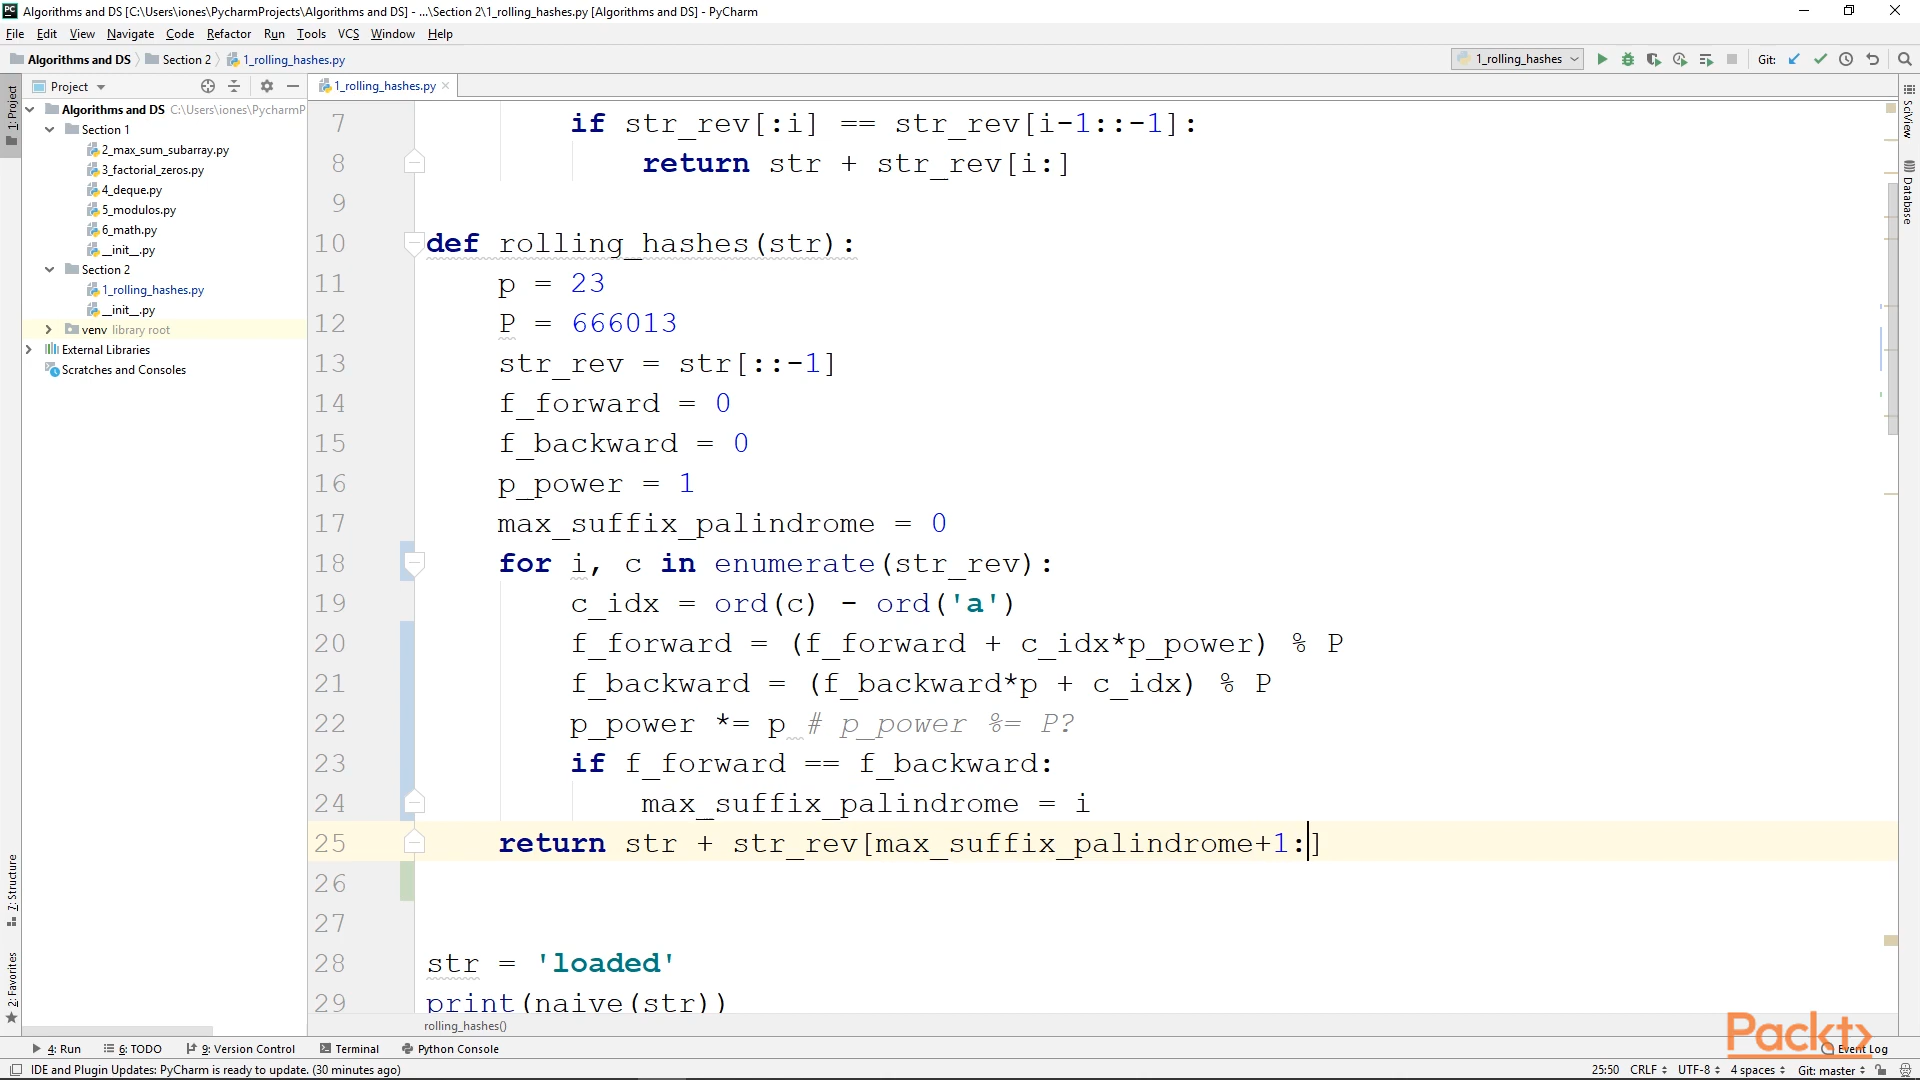 Algorithms and DS [C:\Users\iones\PycharmProjects\Algorithms and DS] - ...\Section 2\1_rolling_hashes.py [Algorithms and DS] - PyCharm
File Edit View Navigate Code Refactor Run Tools VCS Window Help
Algorithms and DS Section 2 1_rolling_hashes.py 1_rolling_hashes Git:
Project 1_rolling_hashes.py
1: Project
Algorithms and DS C:\Users\iones\PycharmP
Section 1
2_max_sum_subarray.py
3_factorial_zeros.py
4_deque.py
5_modulos.py
6_math.py
__init__.py
Section 2
1_rolling_hashes.py
__init__.py
venv library root
External Libraries
Scratches and Consoles
7: Structure
2: Favorites
7 if str_rev[:i] == str_rev[i-1::-1]:
8 return str + str_rev[i:]
9
10 def rolling_hashes(str):
11 p = 23
12 P = 666013
13 str_rev = str[::-1]
14 f_forward = 0
15 f_backward = 0
16 p_power = 1
17 max_suffix_palindrome = 0
18 for i, c in enumerate(str_rev):
19 c_idx = ord(c) - ord('a')
20 f_forward = (f_forward + c_idx*p_power) % P
21 f_backward = (f_backward*p + c_idx) % P
22 p_power *= p # p_power %= P?
23 if f_forward == f_backward:
24 max_suffix_palindrome = i
25 return str + str_rev[max_suffix_palindrome+1:]
26
27
28 str = 'loaded'
29 print(naive(str))
rolling_hashes()
SciView
Database
Packt>
4: Run 6: TODO 9: Version Control Terminal Python Console Event Log
IDE and Plugin Updates: PyCharm is ready to update. (30 minutes ago) 25:50 CRLF UTF-8 4 spaces Git: master